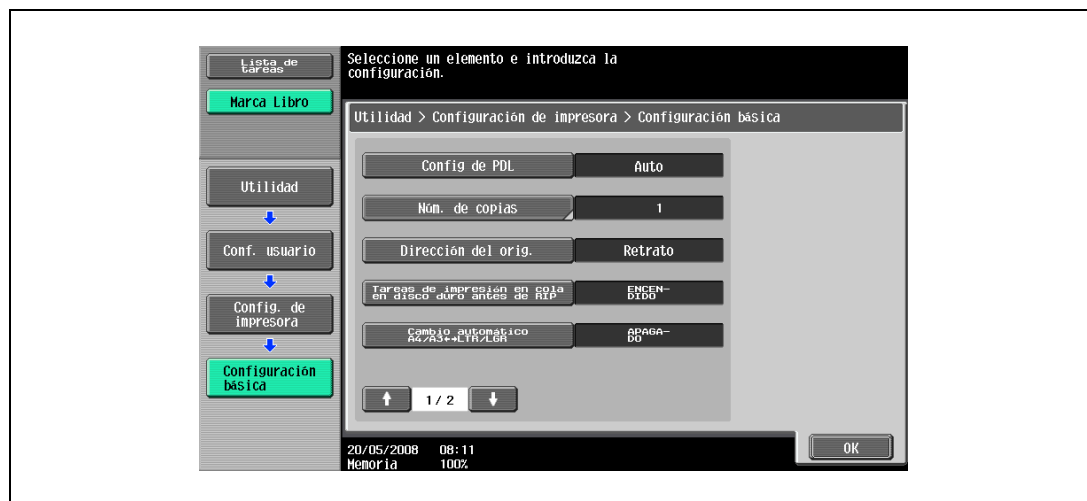 Lista de
tareas
Marca Libro
Utilidad
Conf. usuario
Config. de
impresora
Configuración
básica
Seleccione un elemento e introduzca la
configuración.
Utilidad > Configuración de impresora > Configuración básica
Config de PDL
Auto
Núm. de copias
1
Dirección del orig.
Retrato
Tareas de impresión en cola
en disco duro antes de RIP
ENCEN-
DIDO
Cambio automático
A4/A3↔LTR/LGR
APAGA-
DO
1/ 2
20/05/2008 08:11
Memoria 100%
OK